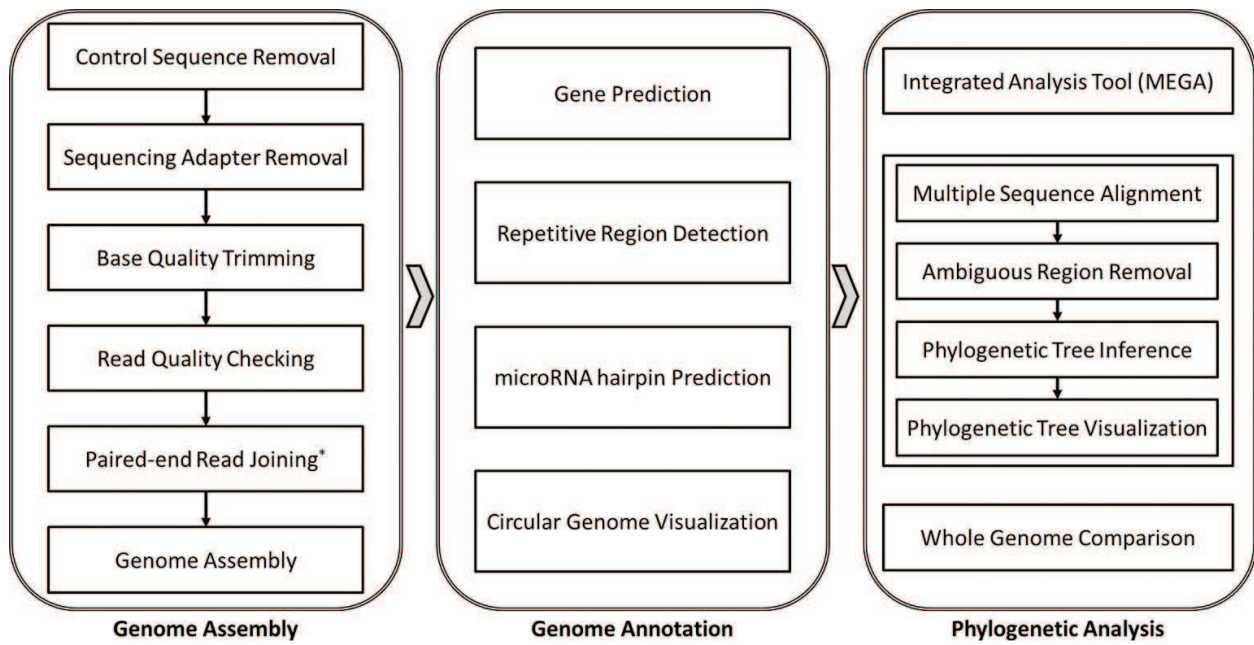 Control Sequence Removal
Sequencing Adapter Removal
Base Quality Trimming
Read Quality Checking
Paired-end Read Joining*
Genome Assembly
Genome Assembly
Gene Prediction
Repetitive Region Detection
microRNA hairpin Prediction
Circular Genome Visualization
Genome Annotation
Integrated Analysis Tool (MEGA)
Multiple Sequence Alignment
Ambiguous Region Removal
Phylogenetic Tree Inference
Phylogenetic Tree Visualization
Whole Genome Comparison
Phylogenetic Analysis